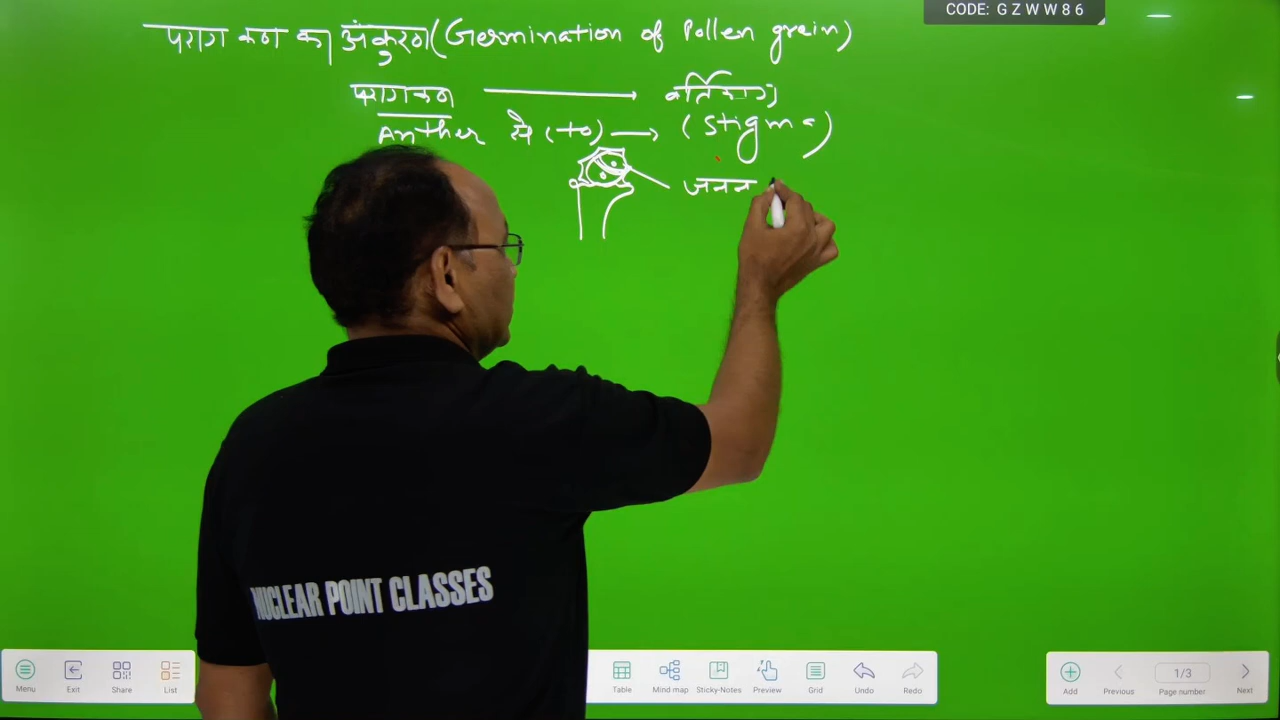 CODE: G Z W W 8 6
पराग कण का अंकुरण (Germination of Pollen grain)
परागकण → वर्तिकाग्र
Anther से (to) → (Stigma)
जनन
NUCLEAR POINT CLASSES
Menu Exit Share List Table Mind map Sticky-Notes Preview Grid Undo Redo Add Previous 1/3 Page number Next